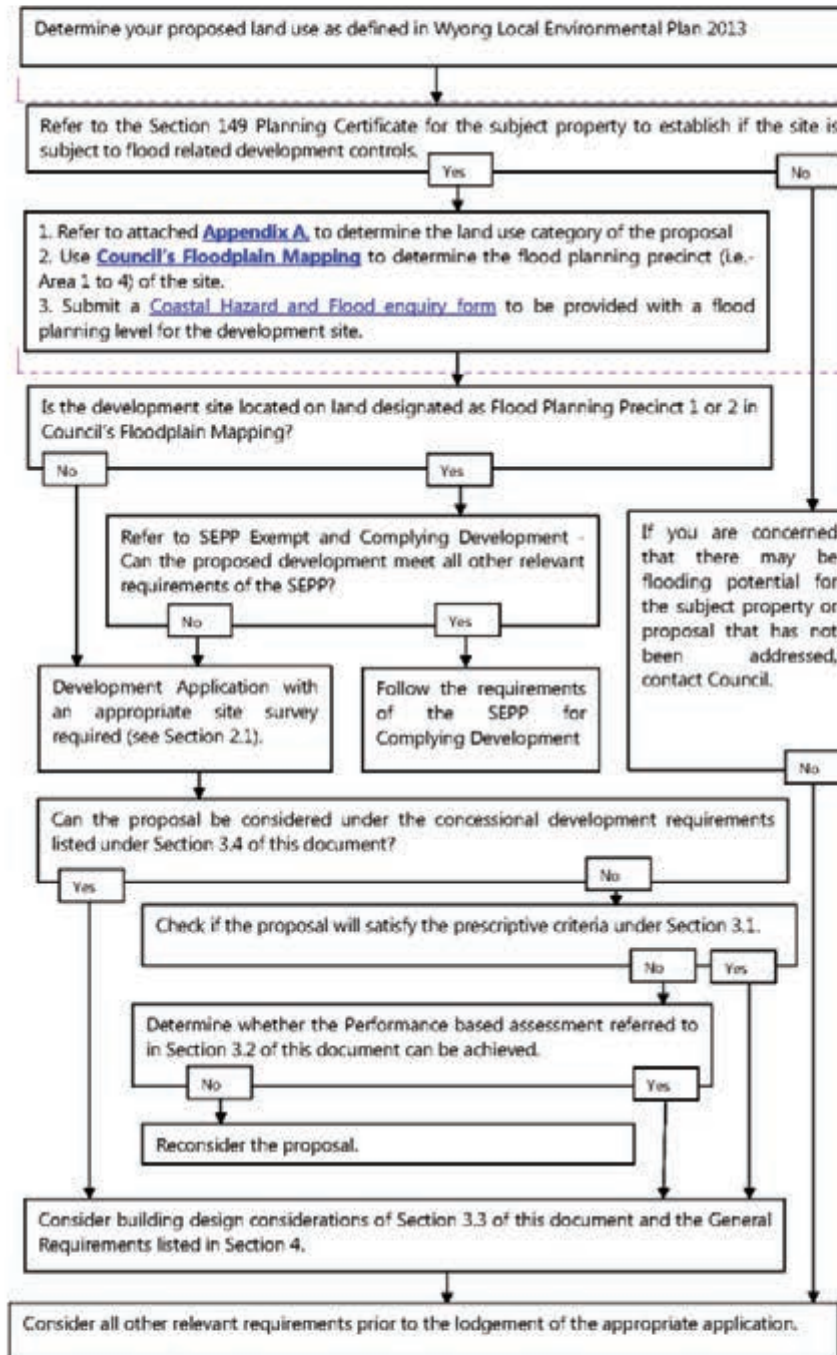 Determine your proposed land use as defined in Wyong Local Environmental Plan 2013
Refer to the Section 149 Planning Certificate for the subject property to establish if the site is
subject to flood related development controls.
Yes
No
1. Refer to attached Appendix A, to determine the land use category of the proposal
2. Use Council's Floodplain Mapping to determine the flood planning precinct (i.e.-
Area 1 to 4) of the site.
3. Submit a Coastal Hazard and Flood enquiry form to be provided with a flood
planning level for the development site.
Is the development site located on land designated as Flood Planning Precinct 1 or 2 in
Council's Floodplain Mapping?
No
Yes
Refer to SEPP Exempt and Complying Development -
Can the proposed development meet all other relevant
requirements of the SEPP?
No
Yes
If you are concerned
that there may be
flooding potential for
the subject property or
proposal that has not
been addressed,
contact Council.
No
Development Application with
an appropriate site survey
required (see Section 2.1).
Follow the requirements
of the SEPP for
Complying Development
Can the proposal be considered under the concessional development requirements
listed under Section 3.4 of this document?
Yes
No
Check if the proposal will satisfy the prescriptive criteria under Section 3.1.
No
Yes
Determine whether the Performance based assessment referred to
in Section 3.2 of this document can be achieved.
No
Yes
Reconsider the proposal.
Consider building design considerations of Section 3.3 of this document and the General
Requirements listed in Section 4.
Consider all other relevant requirements prior to the lodgement of the appropriate application.